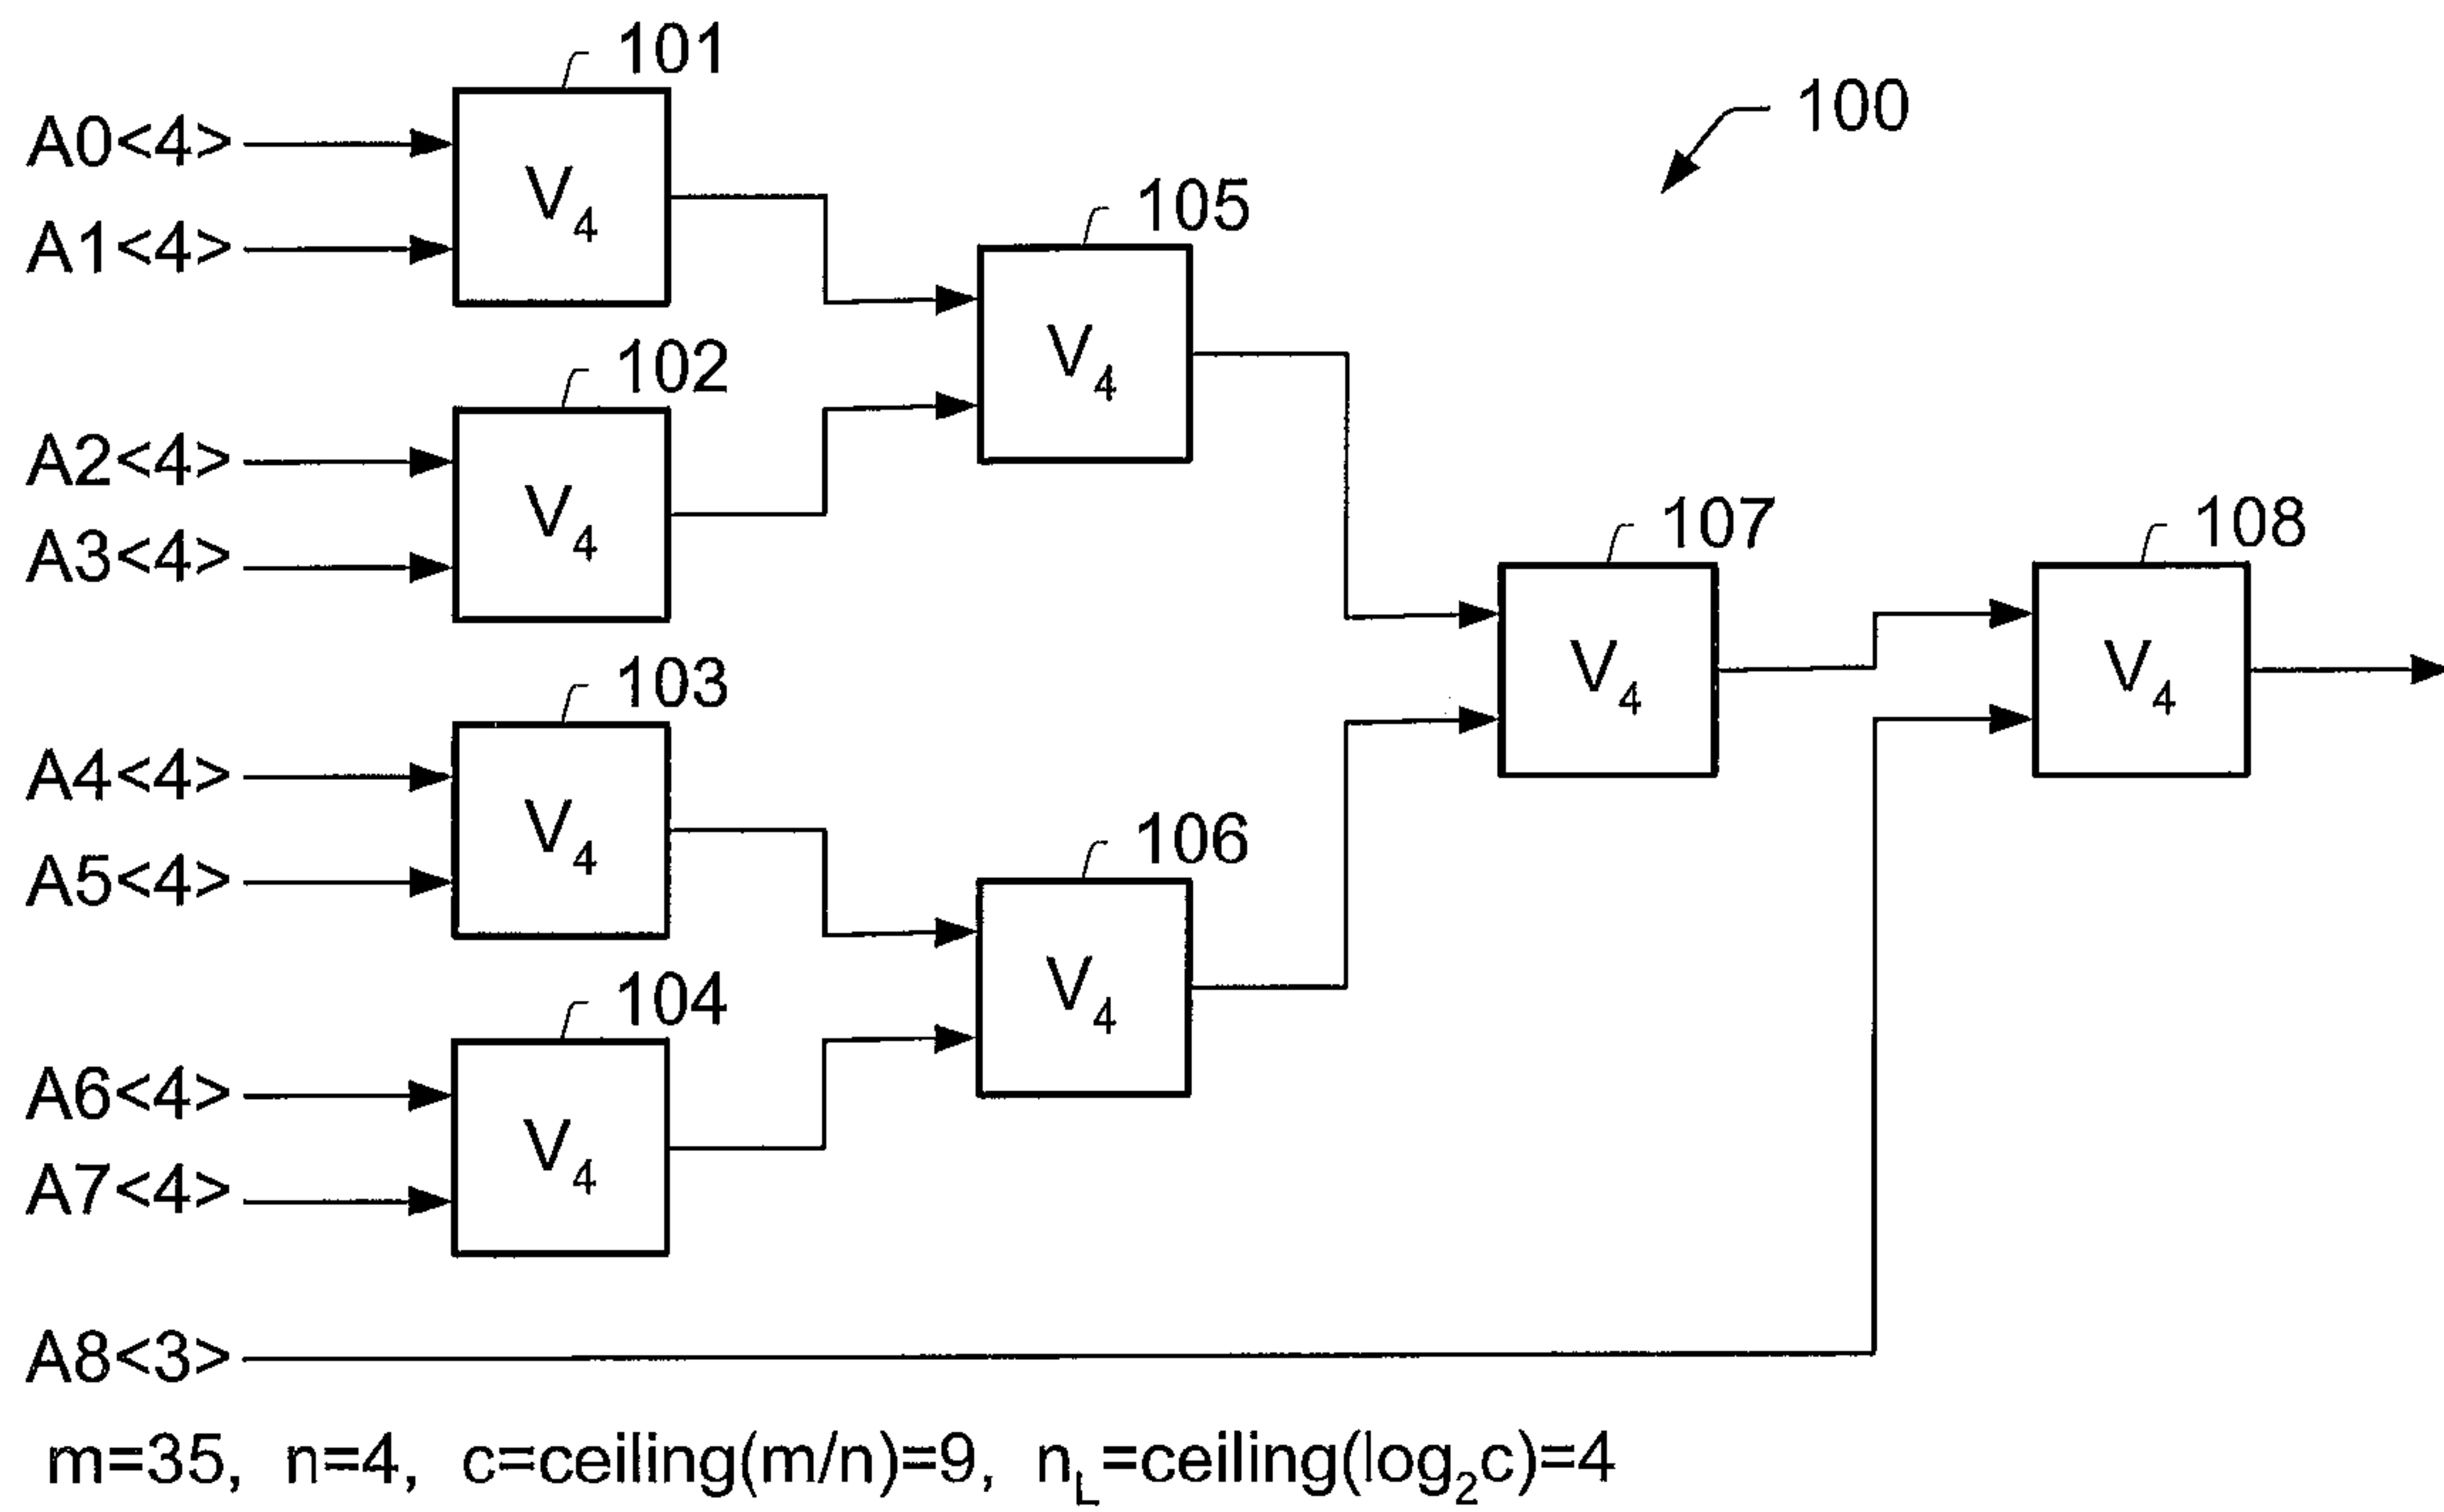 101
100
A0<4>
V4
A1<4>
105
102
V4
A2<4>
V4
A3<4>
107
108
103
V4
V4
A4<4>
V4
A5<4>
106
104
V4
A6<4>
V4
A7<4>
A8<3>
m=35, n=4, c=ceiling(m/n)=9, nL=ceiling(log2c)=4